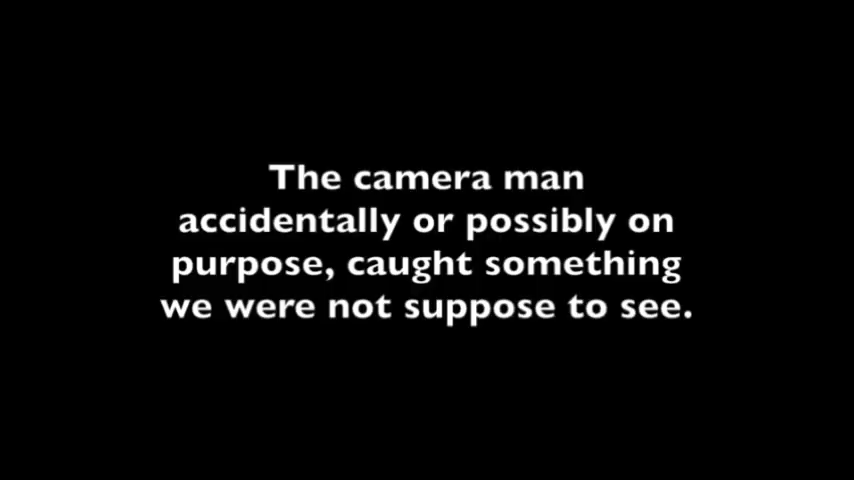 The camera man
accidentally or possibly on
purpose, caught something
we were not suppose to see.